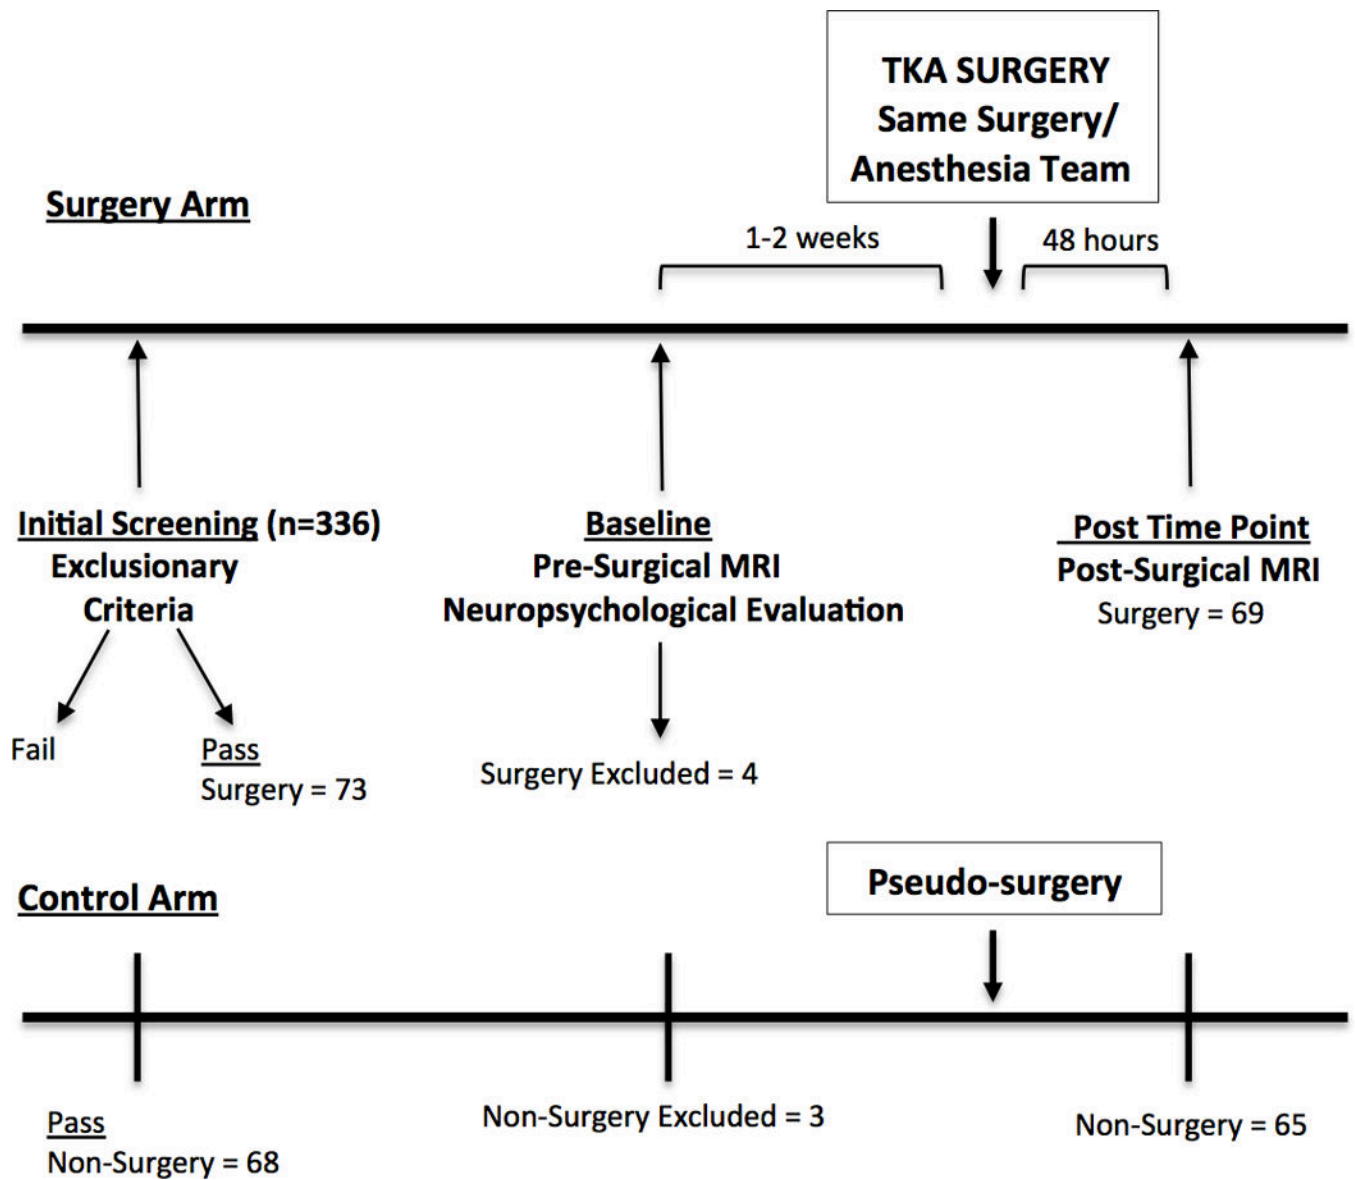 TKA SURGERY
Same Surgery/
Anesthesia Team
Surgery Arm
1-2 weeks
48 hours
Initial Screening (n=336)
Exclusionary
Criteria
Fail
Pass
Surgery = 73
Baseline
Pre-Surgical MRI
Neuropsychological Evaluation
Surgery Excluded = 4
Post Time Point
Post-Surgical MRI
Surgery = 69
Control Arm
Pseudo-surgery
Pass
Non-Surgery = 68
Non-Surgery Excluded = 3
Non-Surgery = 65